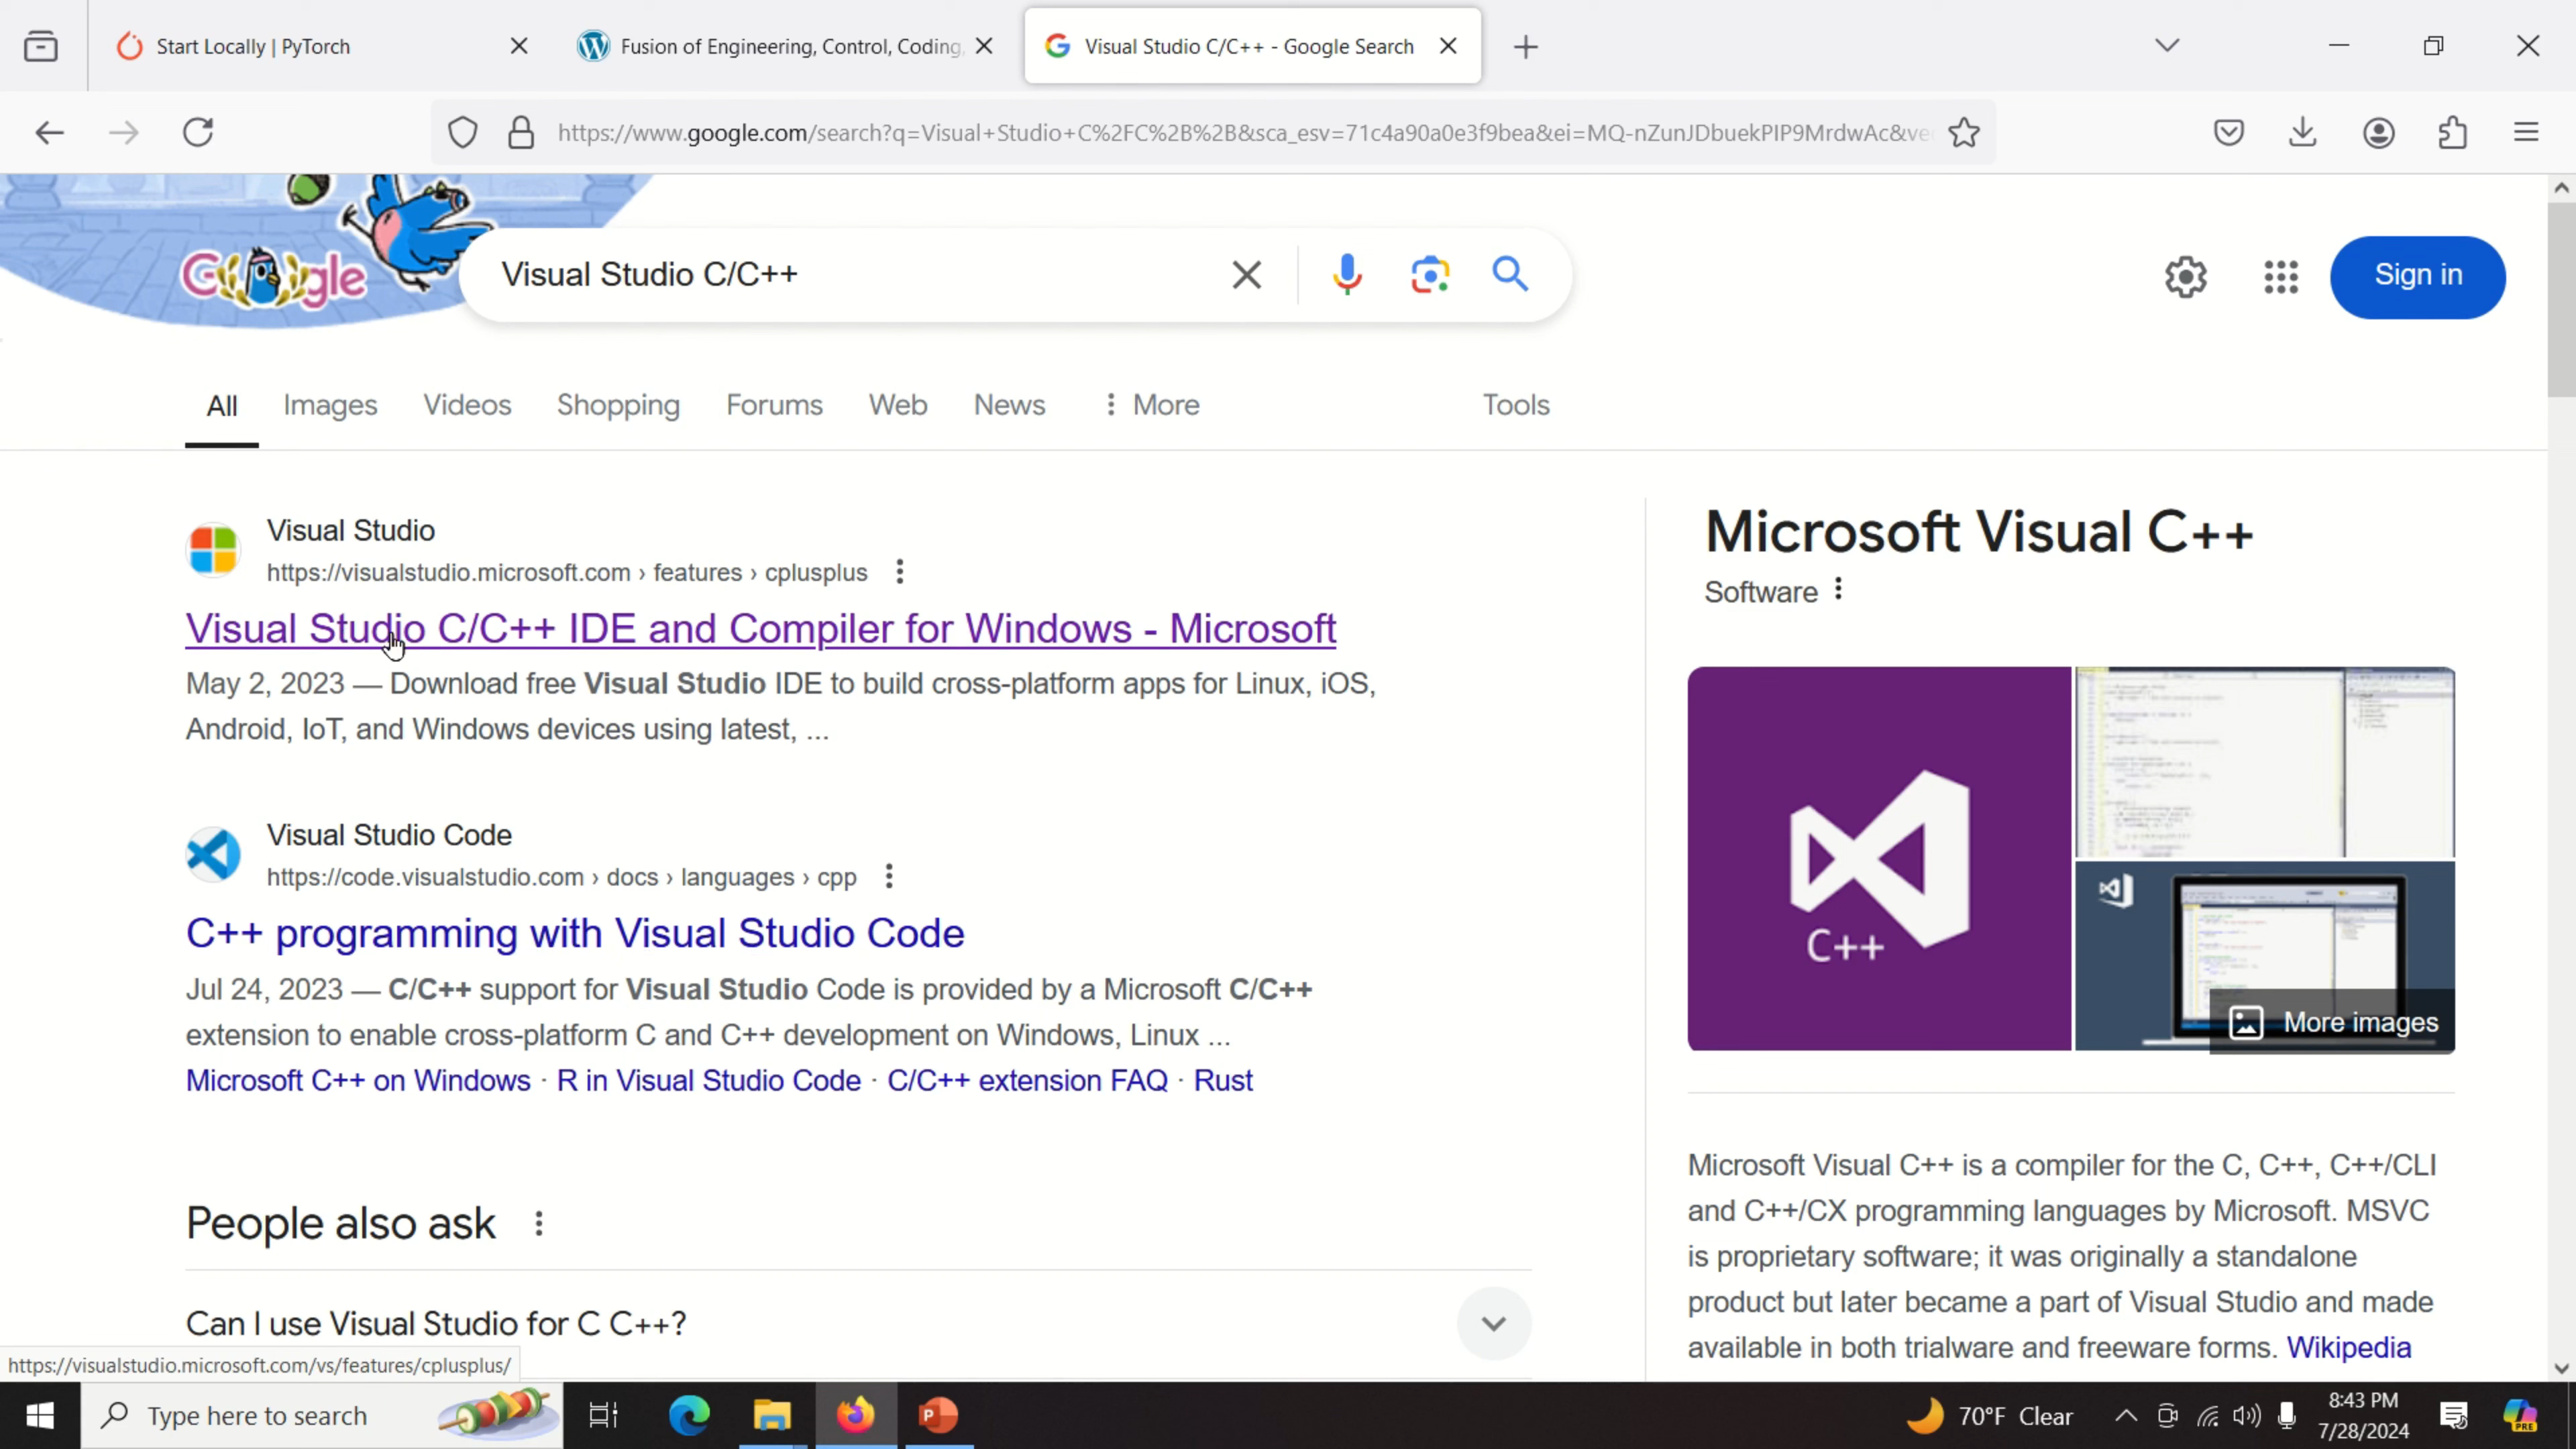 Start Locally | PyTorch
Fusion of Engineering, Control, Coding,
Visual Studio C/C++ - Google Search
https://www.google.com/search?q=Visual+Studio+C%2FC%2B%2B&sca_esv=71c4a90a0e3f9bea&ei=MQ-nZunJDbuekPIP9MrdwAc&ve
Google
Visual Studio C/C++
Sign in
All
Images
Videos
Shopping
Forums
Web
News
More
Tools
Visual Studio
https://visualstudio.microsoft.com › features › cplusplus
Visual Studio C/C++ IDE and Compiler for Windows - Microsoft
May 2, 2023 — Download free Visual Studio IDE to build cross-platform apps for Linux, iOS,
Android, IoT, and Windows devices using latest, ...
Visual Studio Code
https://code.visualstudio.com › docs › languages › cpp
C++ programming with Visual Studio Code
Jul 24, 2023 — C/C++ support for Visual Studio Code is provided by a Microsoft C/C++
extension to enable cross-platform C and C++ development on Windows, Linux ...
Microsoft C++ on Windows · R in Visual Studio Code · C/C++ extension FAQ · Rust
People also ask
Can I use Visual Studio for C C++?
https://visualstudio.microsoft.com/vs/features/cplusplus/
Microsoft Visual C++
Software
C++
More images
Microsoft Visual C++ is a compiler for the C, C++, C++/CLI
and C++/CX programming languages by Microsoft. MSVC
is proprietary software; it was originally a standalone
product but later became a part of Visual Studio and made
available in both trialware and freeware forms. Wikipedia
Type here to search
70°F Clear
8:43 PM
7/28/2024
PRE